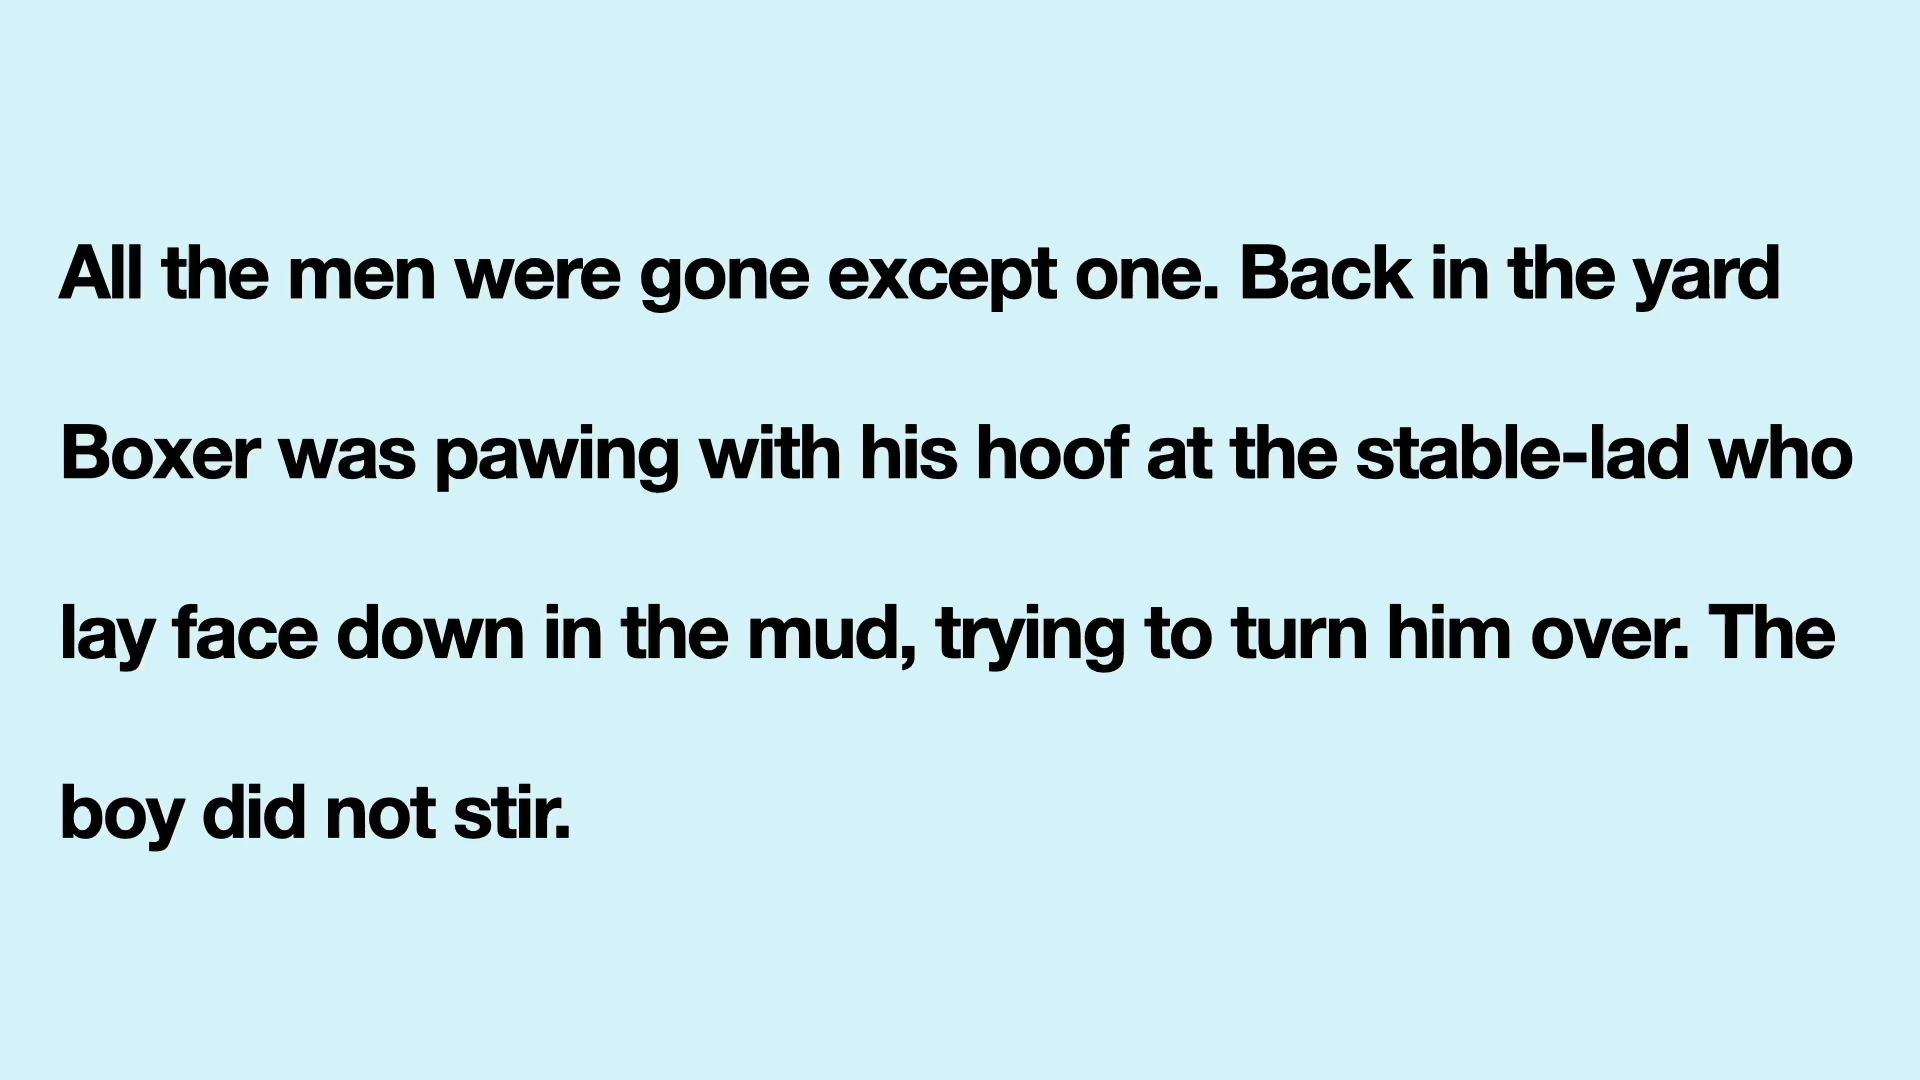 All the men were gone except one. Back in the yard
Boxer was pawing with his hoof at the stable-lad who
lay face down in the mud, trying to turn him over. The
boy did not stir.